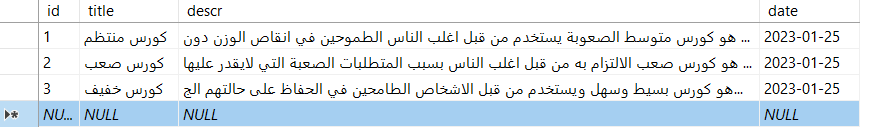 id title descr date
1 كورس منتظم هو كورس متوسط الصعوبة يستخدم من قبل اغلب الناس الطموحين في انقاص الوزن دون ... 2023-01-25
2 كورس صعب هو كورس صعب الالتزام به من قبل اغلب الناس بسبب المتطلبات الصعبة التي لايقدر عليها ... 2023-01-25
3 كورس خفيف هو كورس بسيط وسهل ويستخدم من قبل الاشخاص الطامحين في الحفاظ على حالتهم الج... 2023-01-25
NU... NULL NULL NULL